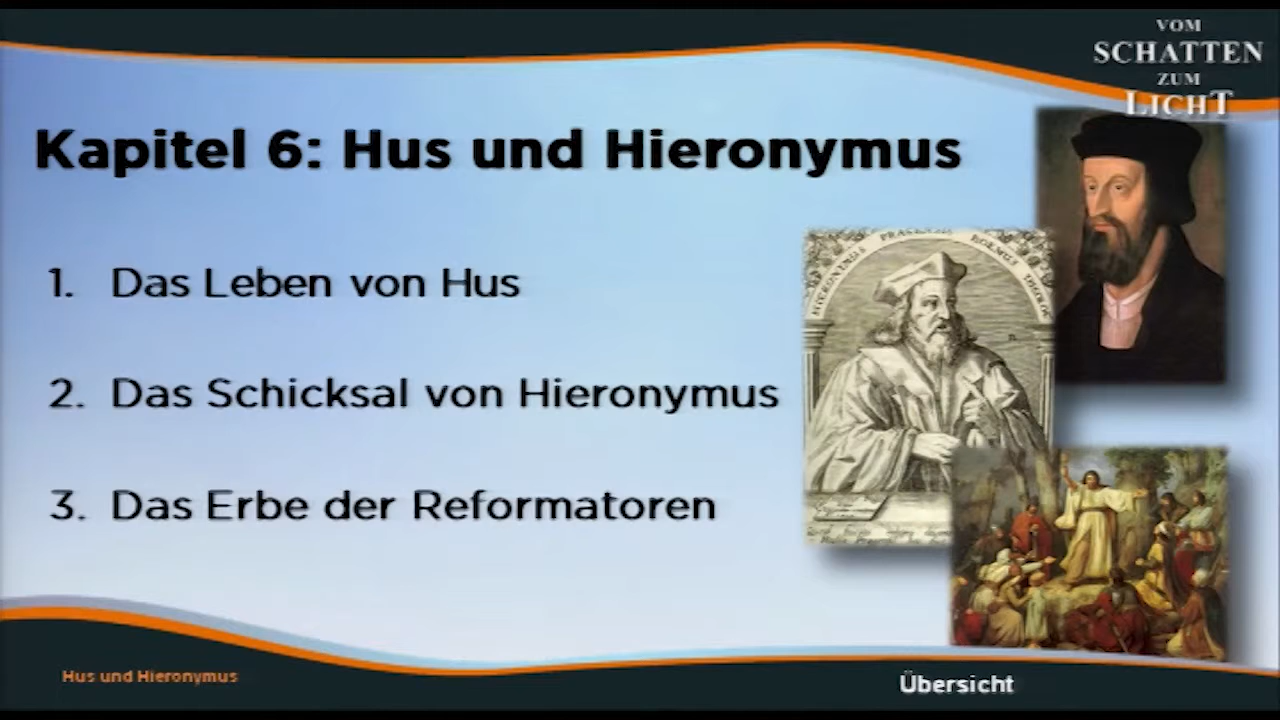 VOM
SCHATTEN
ZUM
LICHT
Kapitel 6: Hus und Hieronymus
1. Das Leben von Hus
2. Das Schicksal von Hieronymus
3. Das Erbe der Reformatoren
Hus und Hieronymus
Übersicht